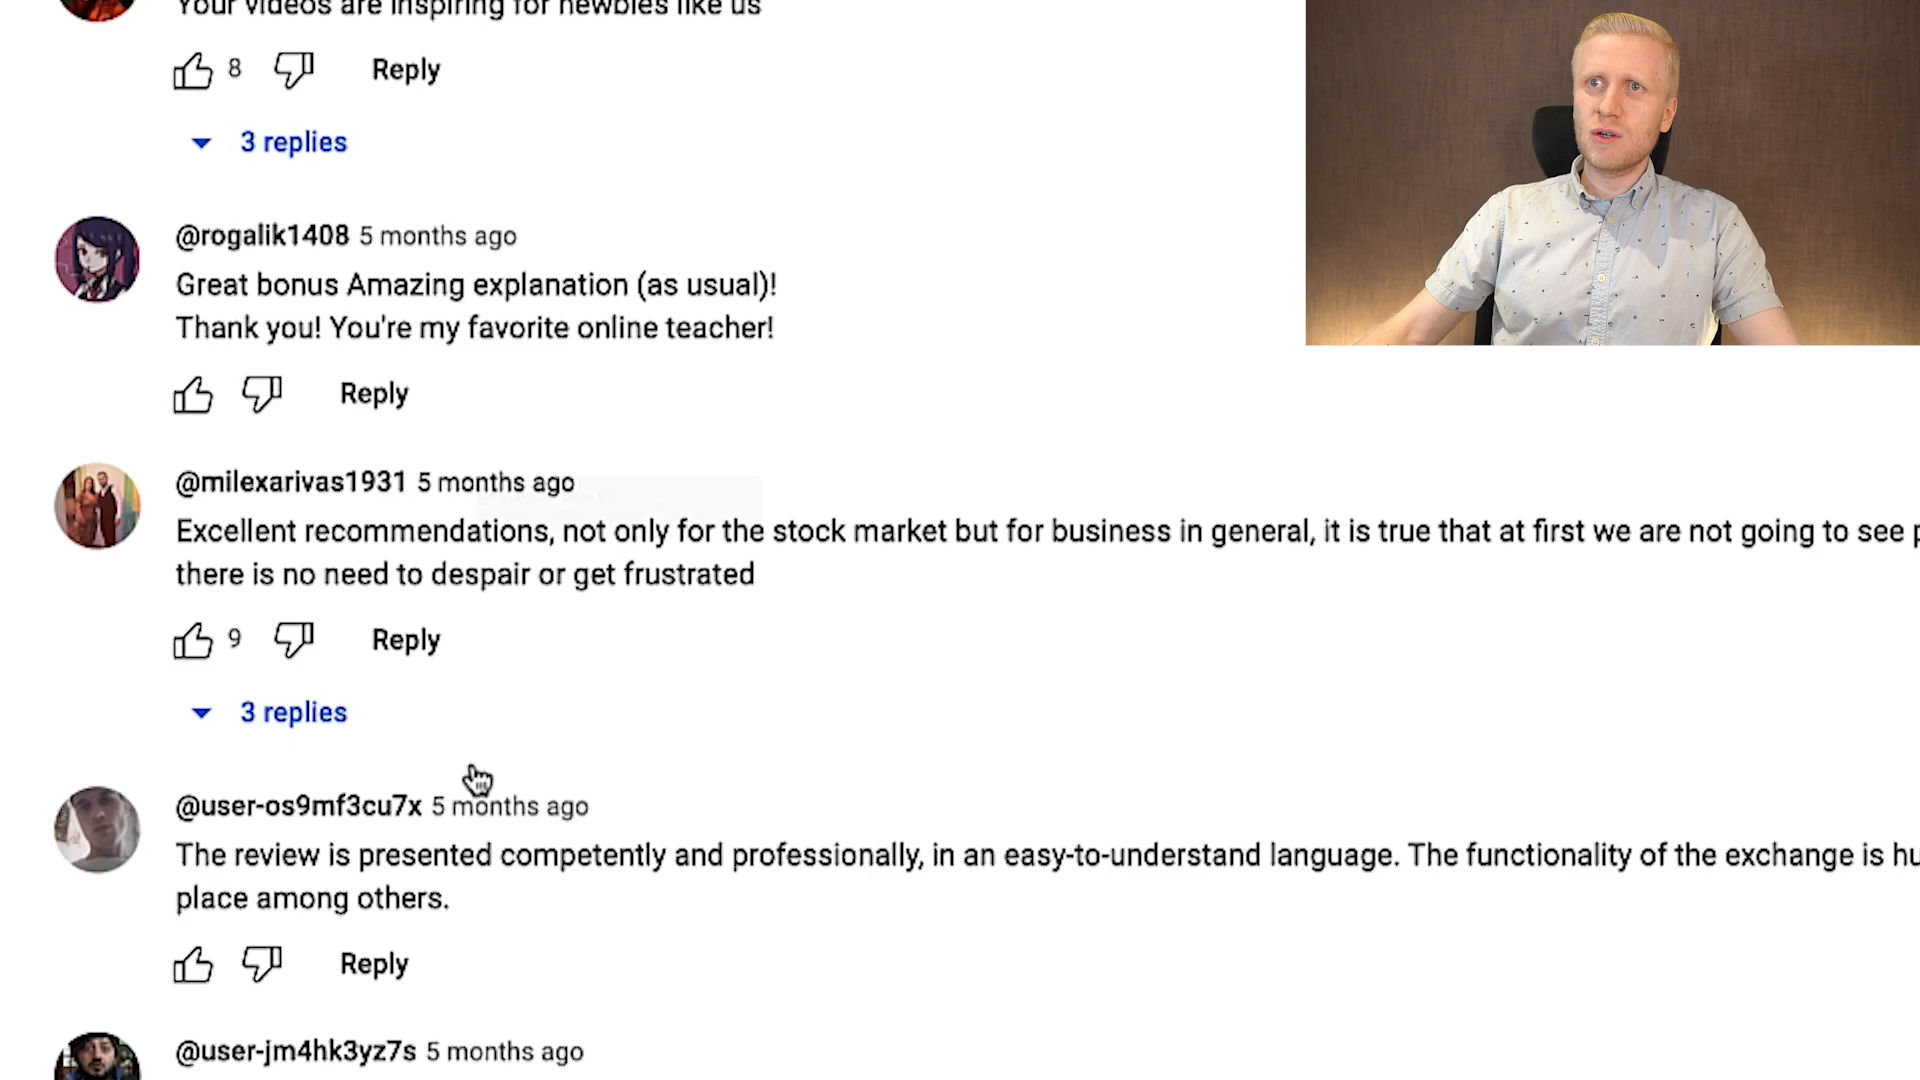 Your videos are inspiring for newbies like us
8 Reply
3 replies
@rogalik1408 5 months ago
Great bonus Amazing explanation (as usual)!
Thank you! You're my favorite online teacher!
Reply
@milexarivas1931 5 months ago
Excellent recommendations, not only for the stock market but for business in general, it is true that at first we are not going to see
there is no need to despair or get frustrated
9 Reply
3 replies
@user-os9mf3cu7x 5 months ago
The review is presented competently and professionally, in an easy-to-understand language. The functionality of the exchange is
place among others.
Reply
@user-jm4hk3yz7s 5 months ago